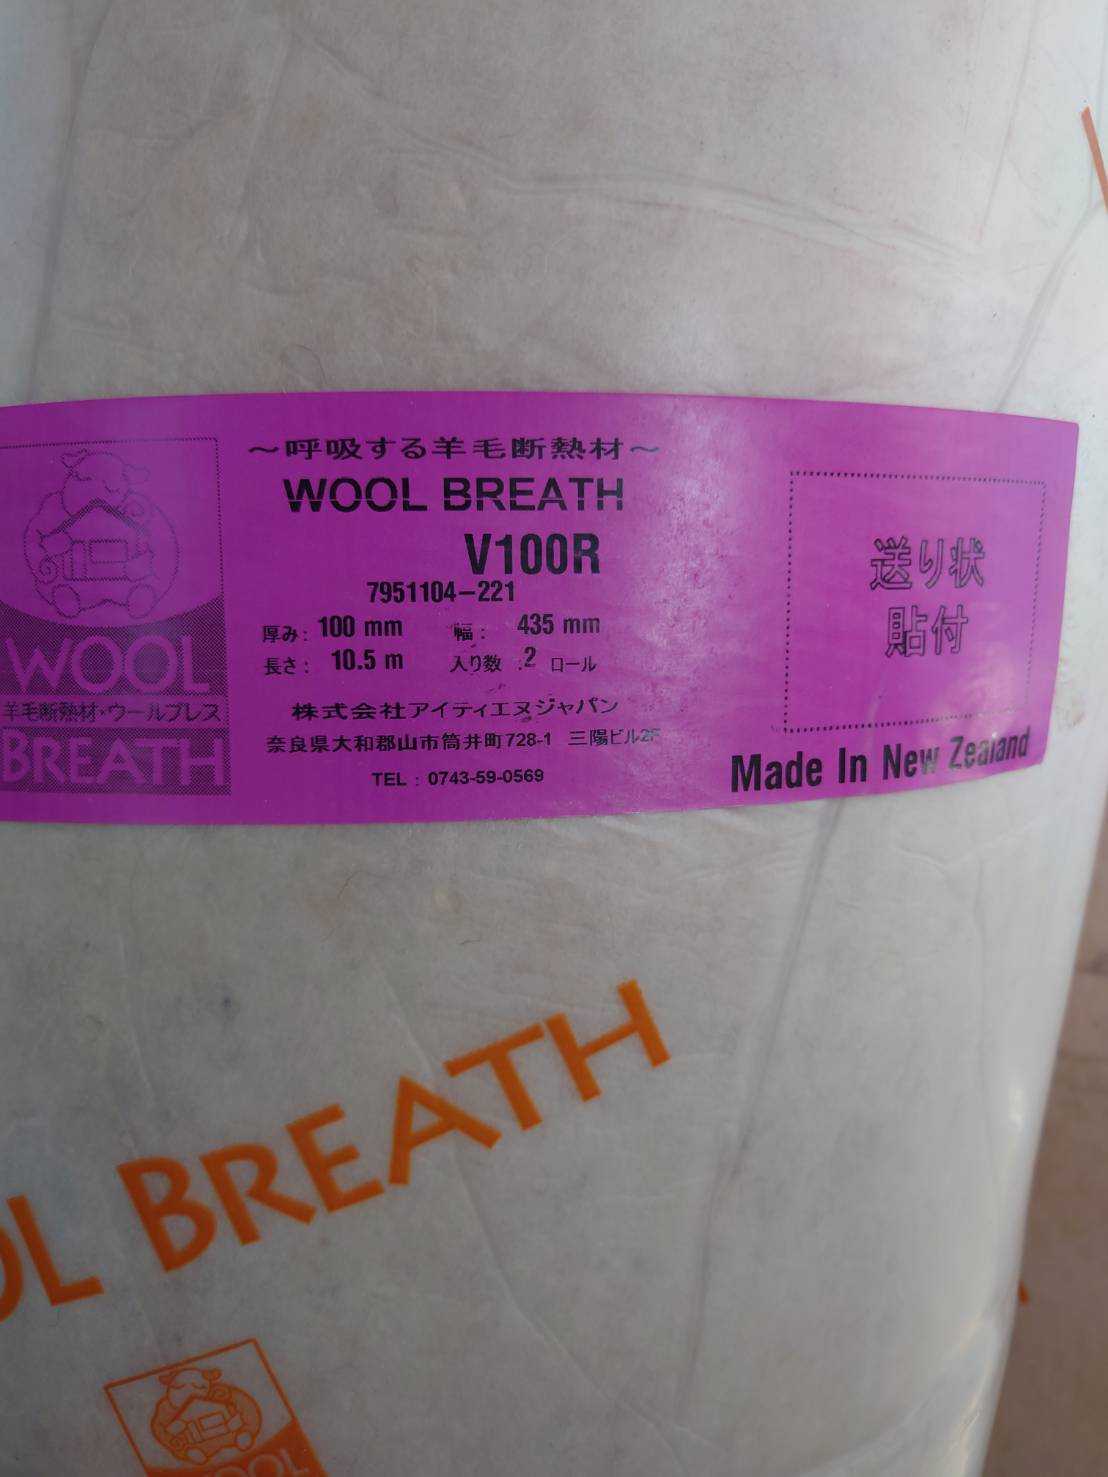 ～呼吸する羊毛断熱材～
WOOL BREATH
V100R
7951104-221
厚み: 100 mm 幅: 435 mm
長さ: 10.5 m 入り数 :2 ロール
株式会社アイティエヌジャパン
奈良県大和郡山市筒井町728-1 三陽ビル2F
TEL : 0743-59-0569
WOOL
羊毛断熱材・ウールブレス
BREATH
送り状
貼付
Made In New Zealand
OL BREATH
WOOL